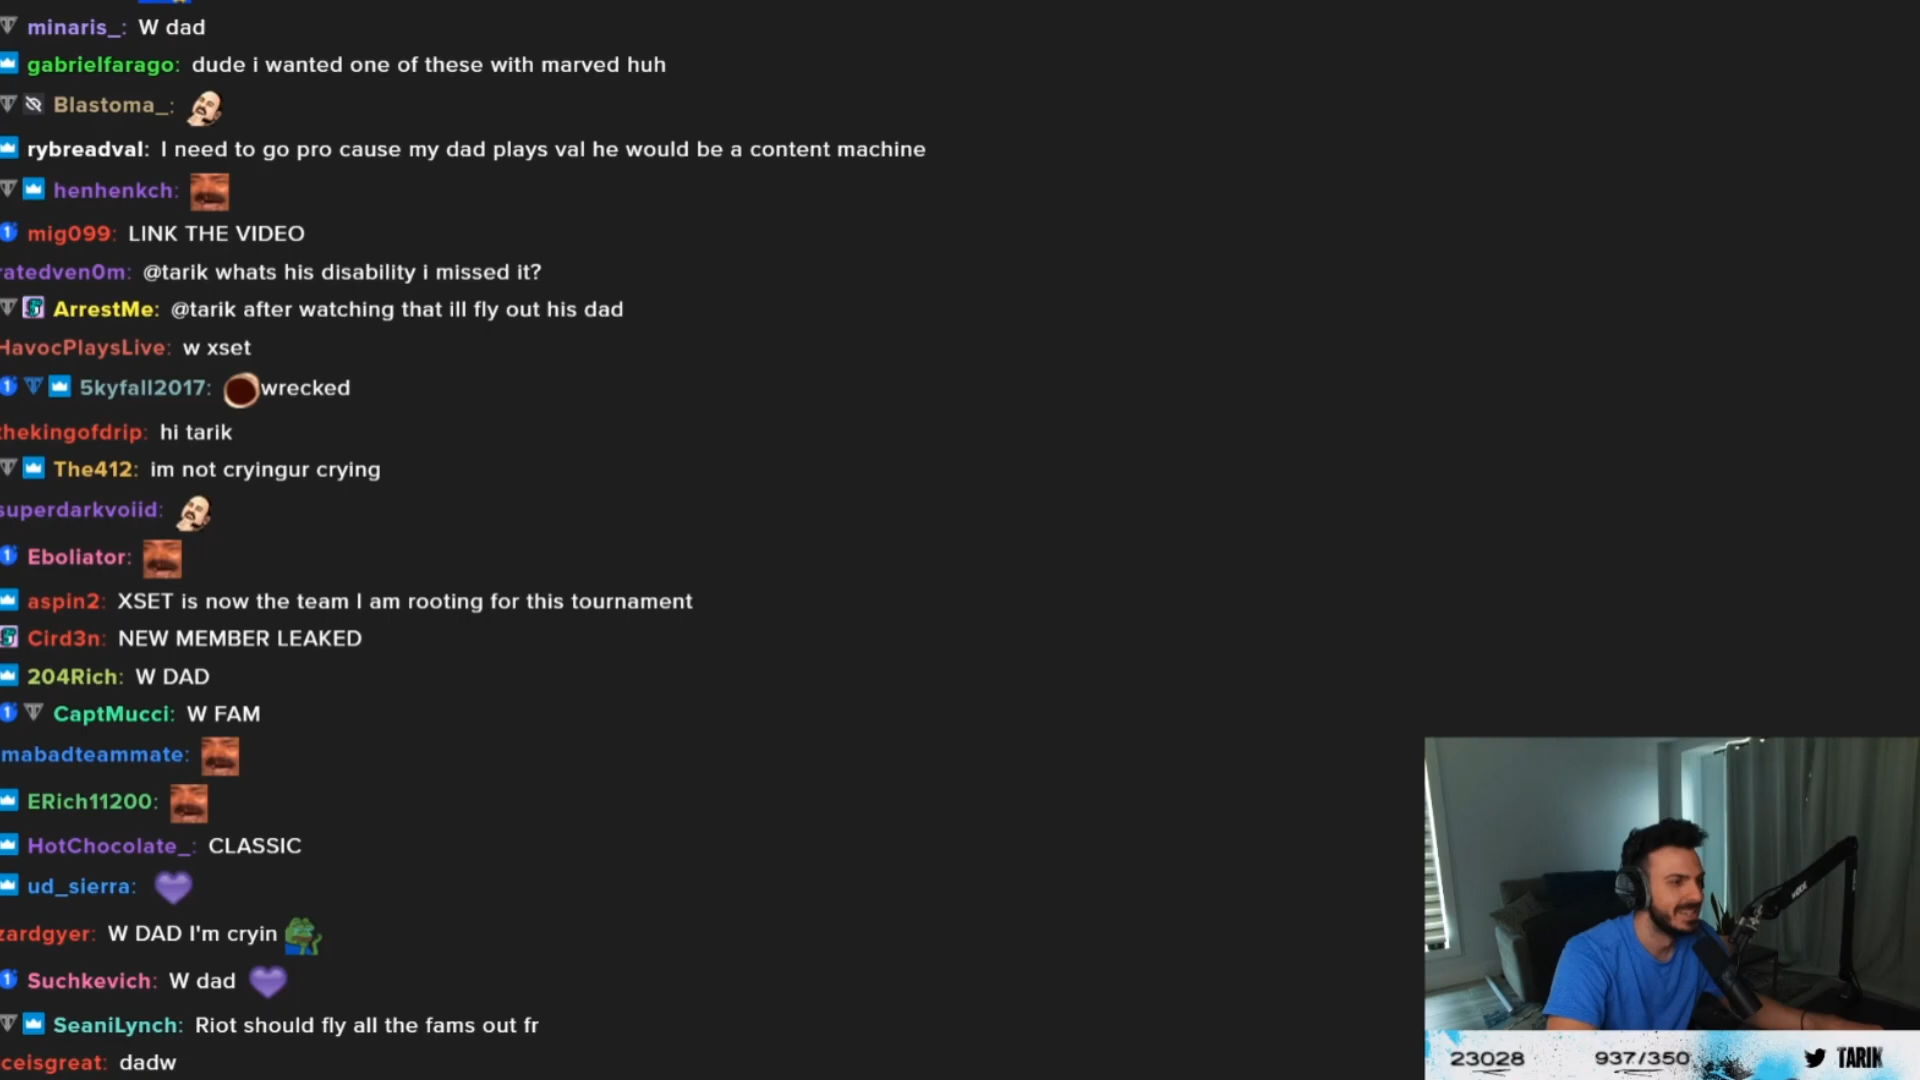 minaris_: W dad
gabrielfarago: dude i wanted one of these with marved huh
Blastoma_:
rybreadval: I need to go pro cause my dad plays val he would be a content machine
henhenkch:
mig099: LINK THE VIDEO
ratedven0m: @tarik whats his disability i missed it?
ArrestMe: @tarik after watching that ill fly out his dad
HavocPlaysLive: w xset
5kyfall2017: wrecked
thekingofdrip: hi tarik
The412: im not cryingur crying
superdarkvoiid:
Eboliator:
aspin2: XSET is now the team I am rooting for this tournament
Cird3n: NEW MEMBER LEAKED
204Rich: W DAD
CaptMucci: W FAM
mabadteammate:
ERich11200:
HotChocolate_: CLASSIC
ud_sierra:
zardgyer: W DAD I'm cryin
Suchkevich: W dad
SeaniLynch: Riot should fly all the fams out fr
ceisgreat: dadw
23028 937/350 TARIK